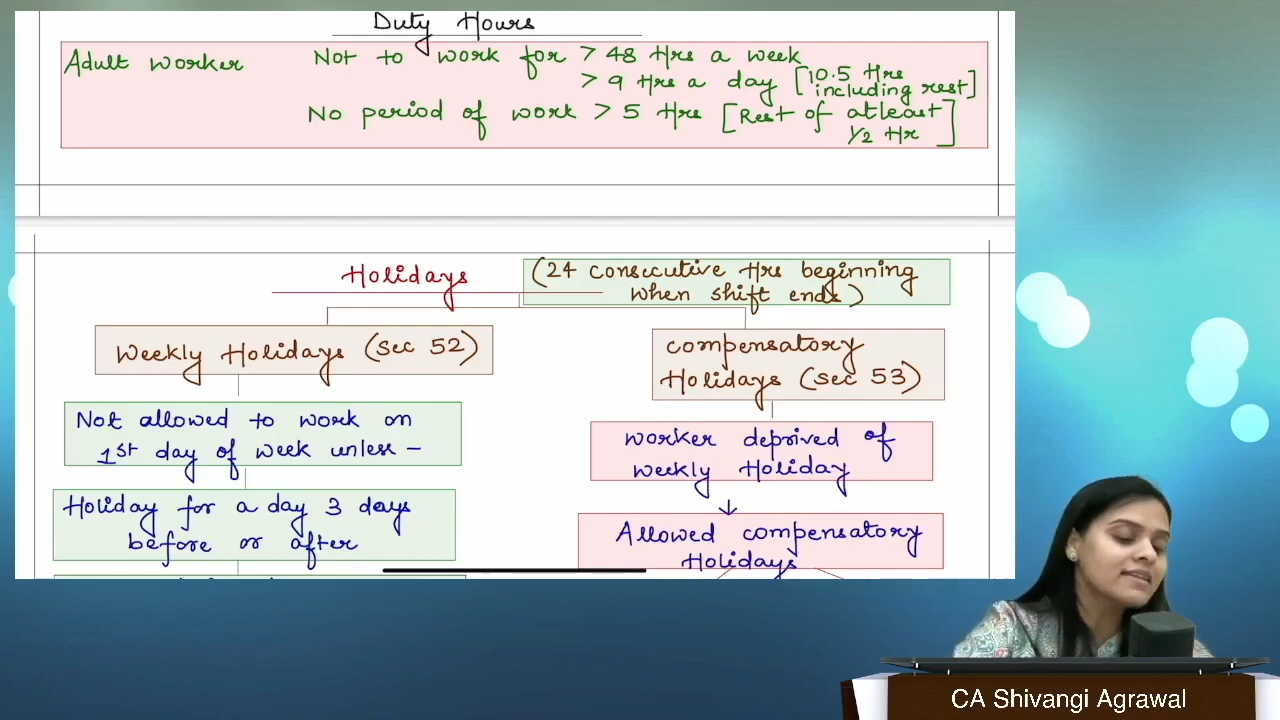 Duty Hours
Adult worker Not to work for > 48 Hrs a week
> 9 Hrs a day [10.5 Hrs including rest]
No period of work > 5 Hrs [Rest of atleast 1/2 Hr]
Holidays
(24 consecutive Hrs beginning
when shift ends)
Weekly Holidays (Sec 52)
Not allowed to work on
1st day of week unless -
Holiday for a day 3 days
before or after
compensatory
Holidays (Sec 53)
worker deprived of
weekly Holiday
↓
Allowed compensatory
Holidays
CA Shivangi Agrawal